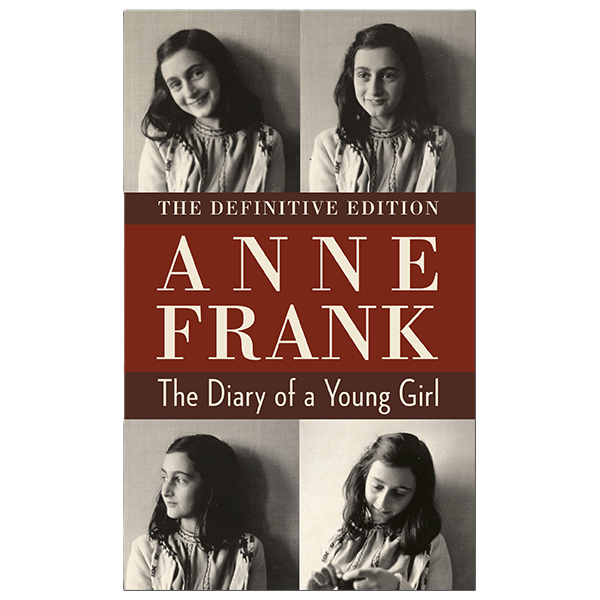 THE DEFINITIVE EDITION
ANNE
FRANK
The Diary of a Young Girl